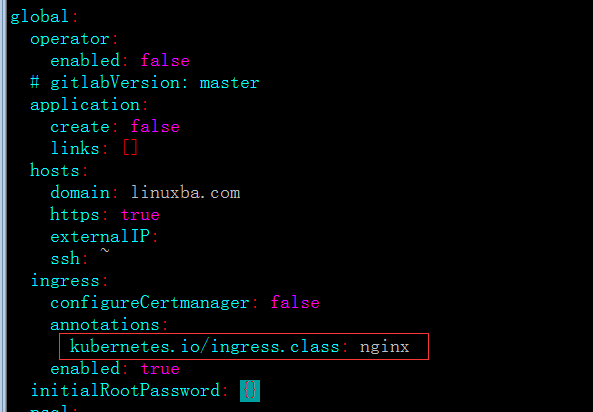 global:
  operator:
    enabled: false
  # gitlabVersion: master
  application:
    create: false
    links: []
  hosts:
    domain: linuxba.com
    https: true
    externalIP:
    ssh: ~
  ingress:
    configureCertmanager: false
    annotations:
      kubernetes.io/ingress.class: nginx
    enabled: true
  initialRootPassword: {}